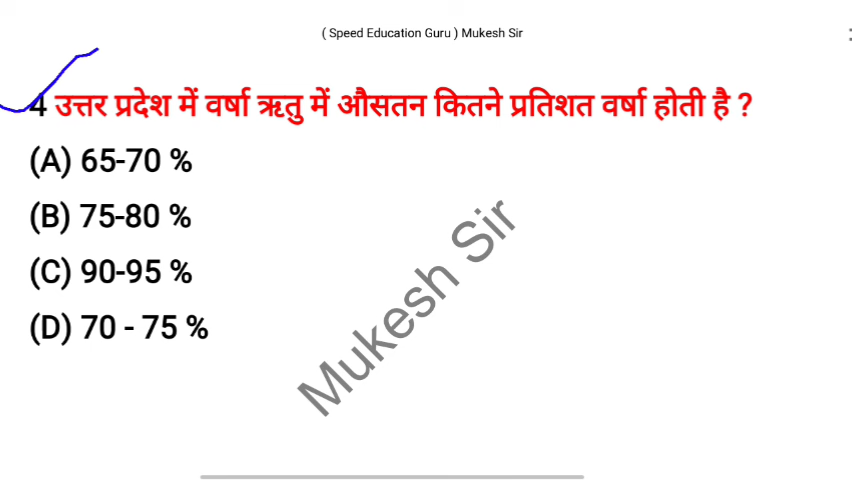 ( Speed Education Guru ) Mukesh Sir
4 उत्तर प्रदेश में वर्षा ऋतु में औसतन कितने प्रतिशत वर्षा होती है ?
(A) 65-70 %
(B) 75-80 %
(C) 90-95 %
(D) 70 - 75 %
Mukesh Sir